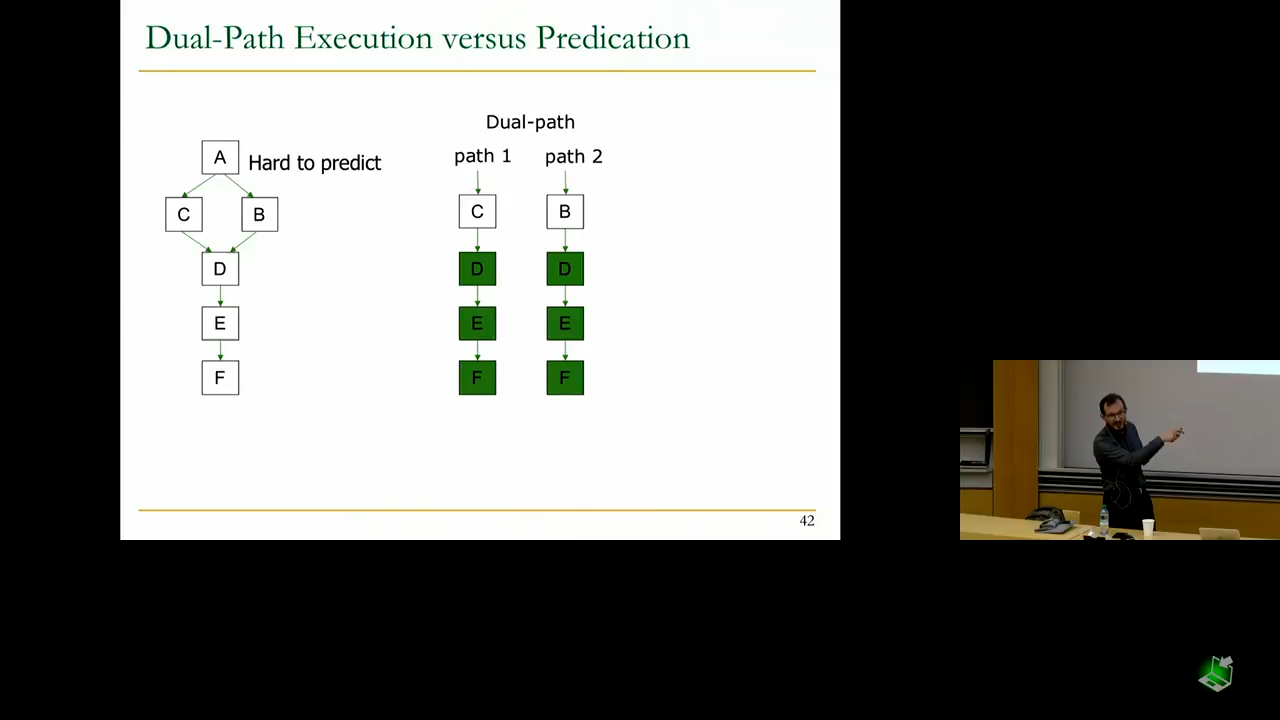 Dual-Path Execution versus Predication
Dual-path
A
Hard to predict
path 1
path 2
C
B
C
B
D
D
D
E
E
E
F
F
F
42